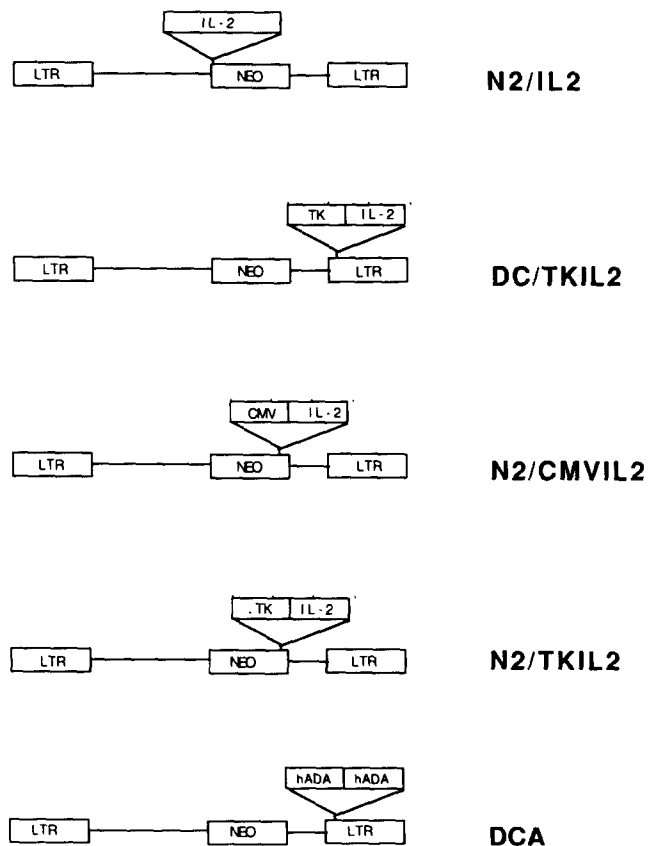 IL-2
LTR NEO LTR N2/IL2
TK IL-2
LTR NEO LTR DC/TKIL2
CMV IL-2
LTR NEO LTR N2/CMVIL2
.TK IL-2
LTR NEO LTR N2/TKIL2
hADA hADA
LTR NEO LTR DCA